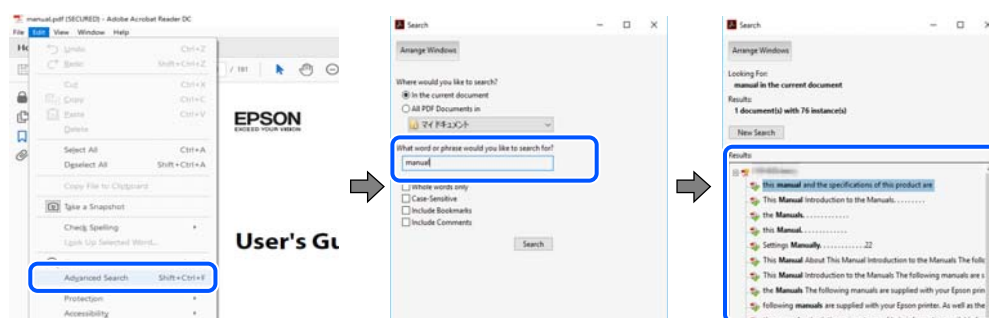 manual.pdf (SECURED) - Adobe Acrobat Reader DC
File Edit View Window Help
Undo Ctrl+Z
Redo Shift+Ctrl+Z
Cut Ctrl+X
Copy Ctrl+C
Paste Ctrl+V
Delete
Select All Ctrl+A
Deselect All Shift+Ctrl+A
Copy File to Clipboard
Take a Snapshot
Check Spelling
Look Up Selected Word...
Advanced Search Shift+Ctrl+F
Protection
Accessibility
/ 191
EPSON
EXCEED YOUR VISION
User's Gu
Search
Arrange Windows
Where would you like to search?
In the current document
All PDF Documents in
マイ ドキュメント
What word or phrase would you like to search for?
manual
Whole words only
Case-Sensitive
Include Bookmarks
Include Comments
Search
Search
Arrange Windows
Looking For:
manual in the current document
Results:
1 document(s) with 76 instance(s)
New Search
Results:
this manual and the specifications of this product are
This Manual Introduction to the Manuals. . . . . . . .
the Manuals. . . . . . . . . . . .
this Manual. . . . . . . . . . . .
Settings Manually. . . . . . . . . . . . .22
This Manual About This Manual Introduction to the Manuals The follo
This Manual Introduction to the Manuals The following manuals are s
the Manuals The following manuals are supplied with your Epson prin
following manuals are supplied with your Epson printer. As well as the